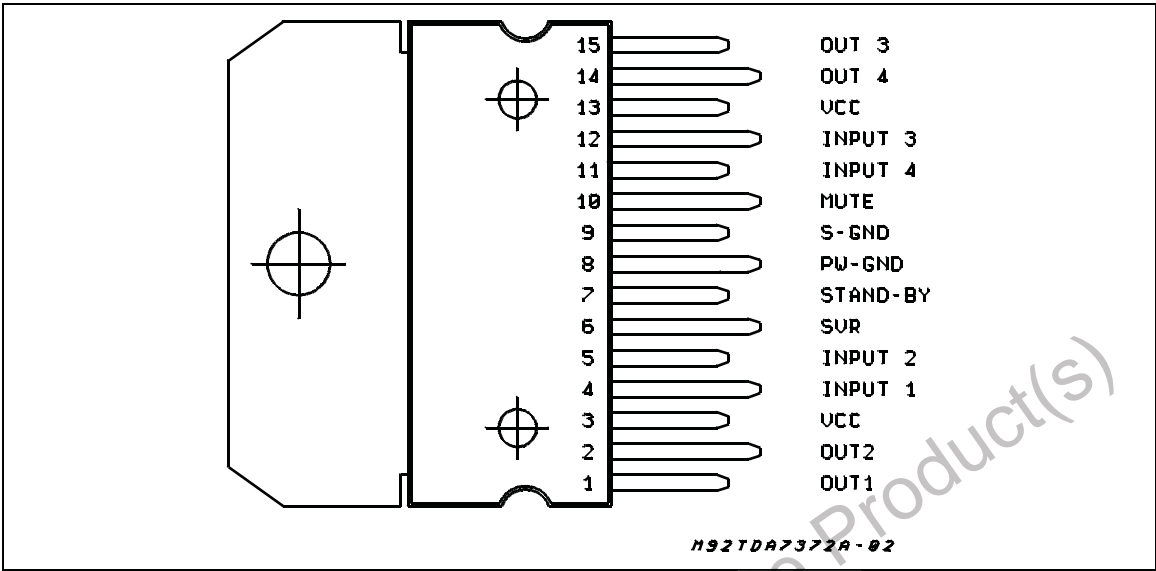 15 OUT 3
14 OUT 4
13 VCC
12 INPUT 3
11 INPUT 4
10 MUTE
9 S-GND
8 PW-GND
7 STAND-BY
6 SVR
5 INPUT 2
4 INPUT 1
3 VCC
2 OUT2
1 OUT1
M92TDA7372A-02
Product(s)